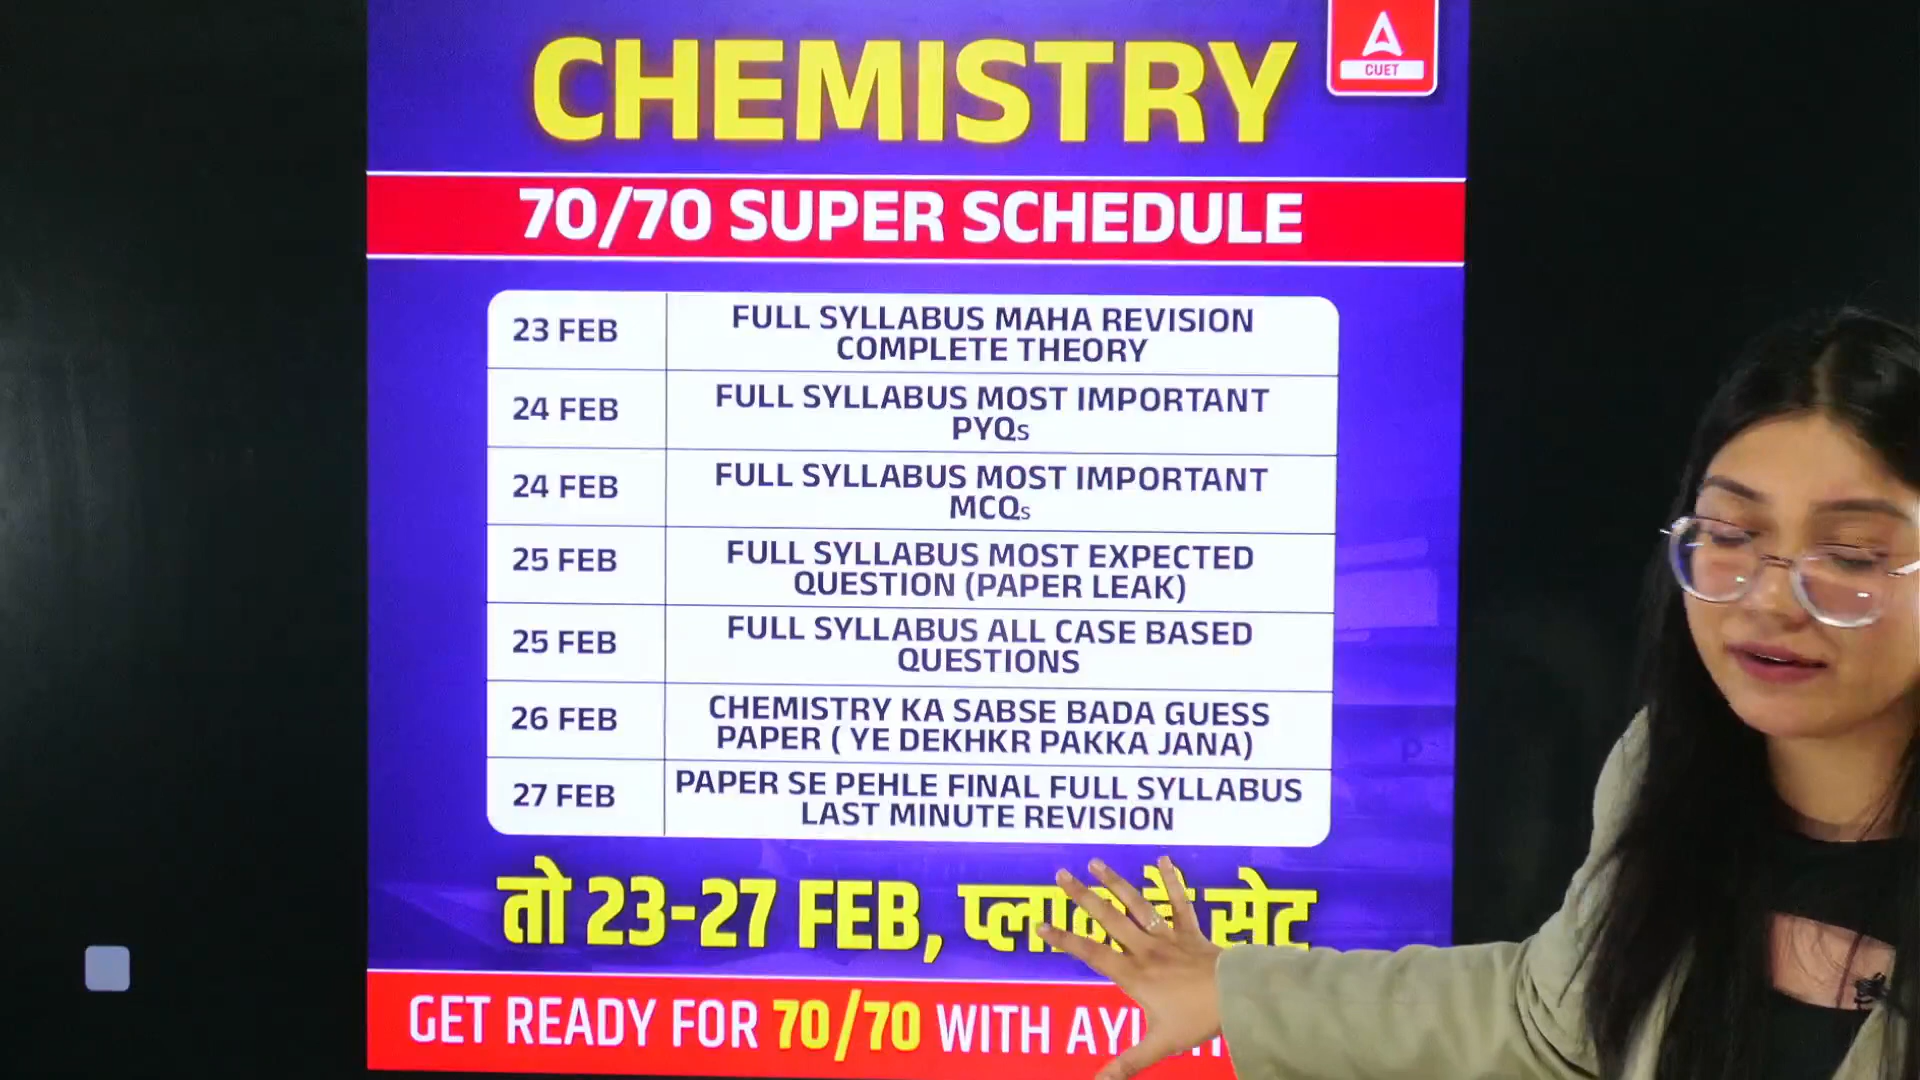 CHEMISTRY
CUET
70/70 SUPER SCHEDULE
23 FEB
FULL SYLLABUS MAHA REVISION
COMPLETE THEORY
24 FEB
FULL SYLLABUS MOST IMPORTANT
PYQs
24 FEB
FULL SYLLABUS MOST IMPORTANT
MCQs
25 FEB
FULL SYLLABUS MOST EXPECTED
QUESTION (PAPER LEAK)
25 FEB
FULL SYLLABUS ALL CASE BASED
QUESTIONS
26 FEB
CHEMISTRY KA SABSE BADA GUESS
PAPER ( YE DEKHKR PAKKA JANA)
27 FEB
PAPER SE PEHLE FINAL FULL SYLLABUS
LAST MINUTE REVISION
तो 23-27 FEB, प्लान है सेट
GET READY FOR 70/70 WITH